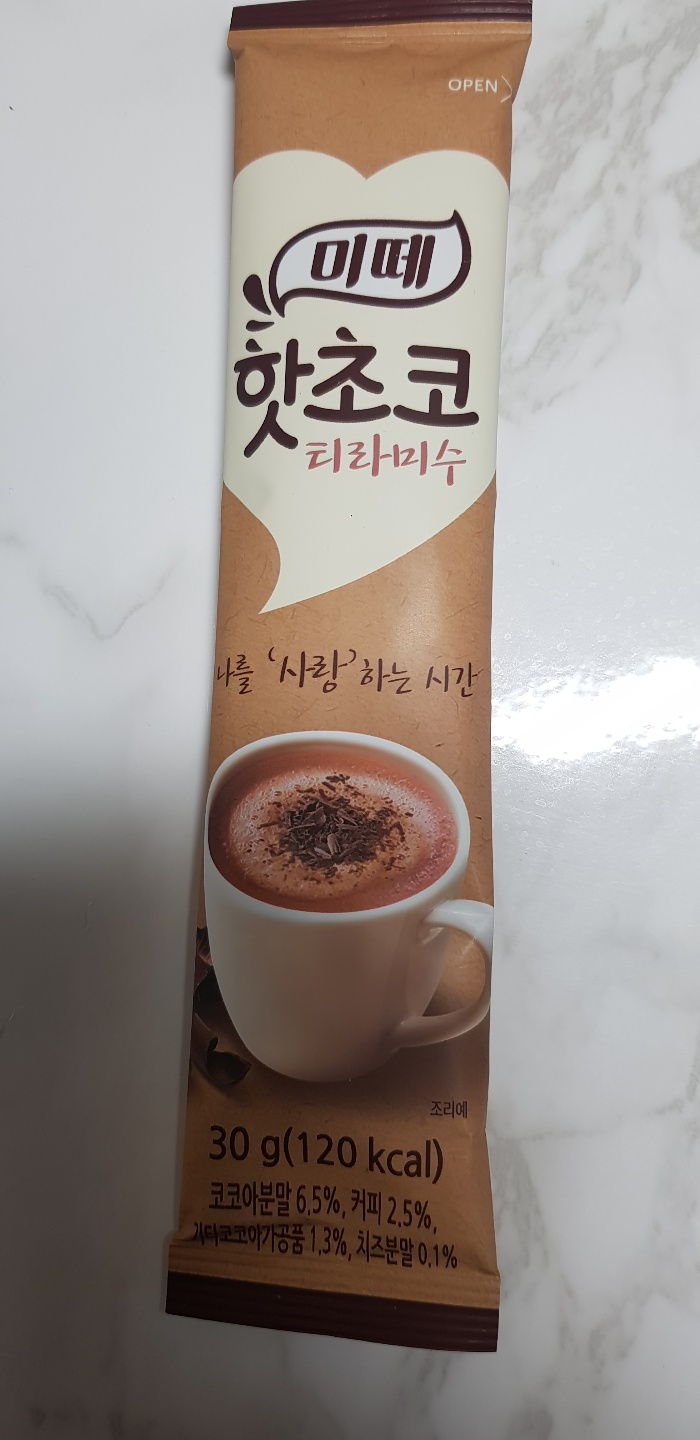 OPEN
미떼
핫초코
티라미수
나를 '사랑'하는 시간
조리예
30 g(120 kcal)
코코아분말 6.5%, 커피 2.5%,
기타코코아가공품 1.3%, 치즈분말 0.1%